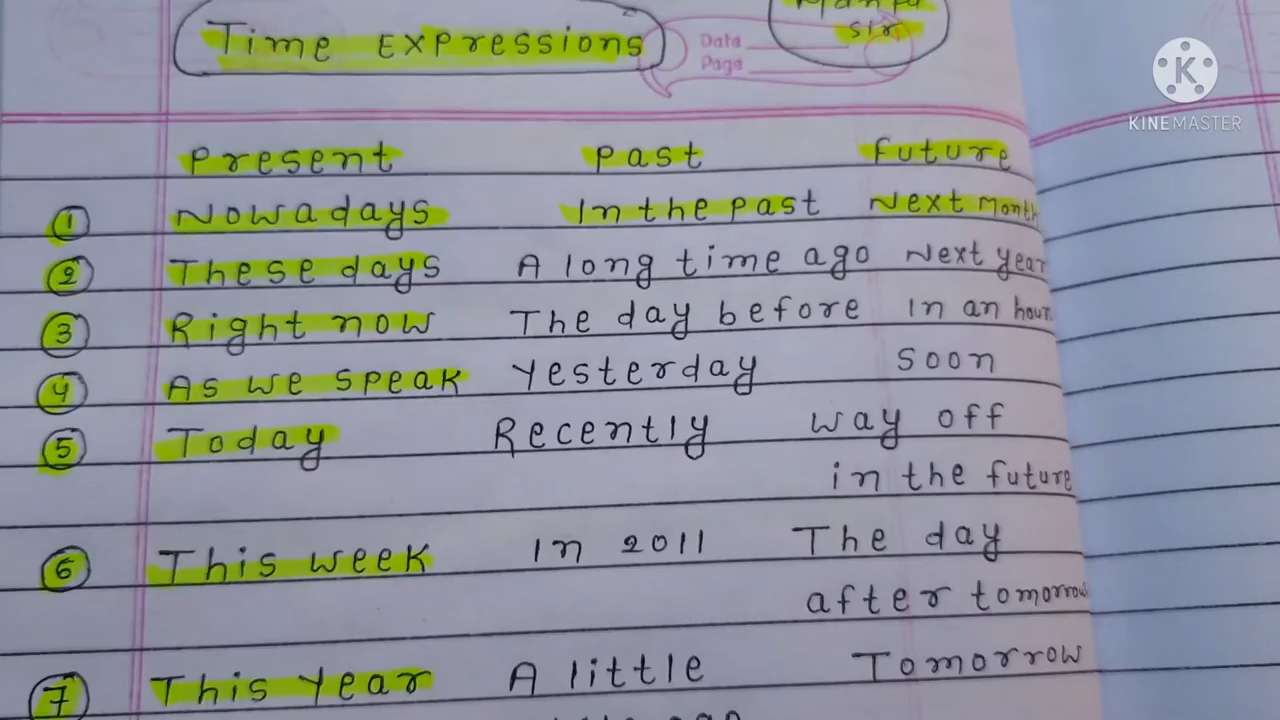 Time Expressions
sir
Data
Page
KINEMASTER
Present Past Future
1 Nowadays In the past Next Month
2 These days A long time ago Next year
3 Right now The day before In an hour
4 As we speak Yesterday Soon
5 Today Recently way off
in the future
6 This week In 2011 The day
after tomorrow
7 This year A little Tomorrow